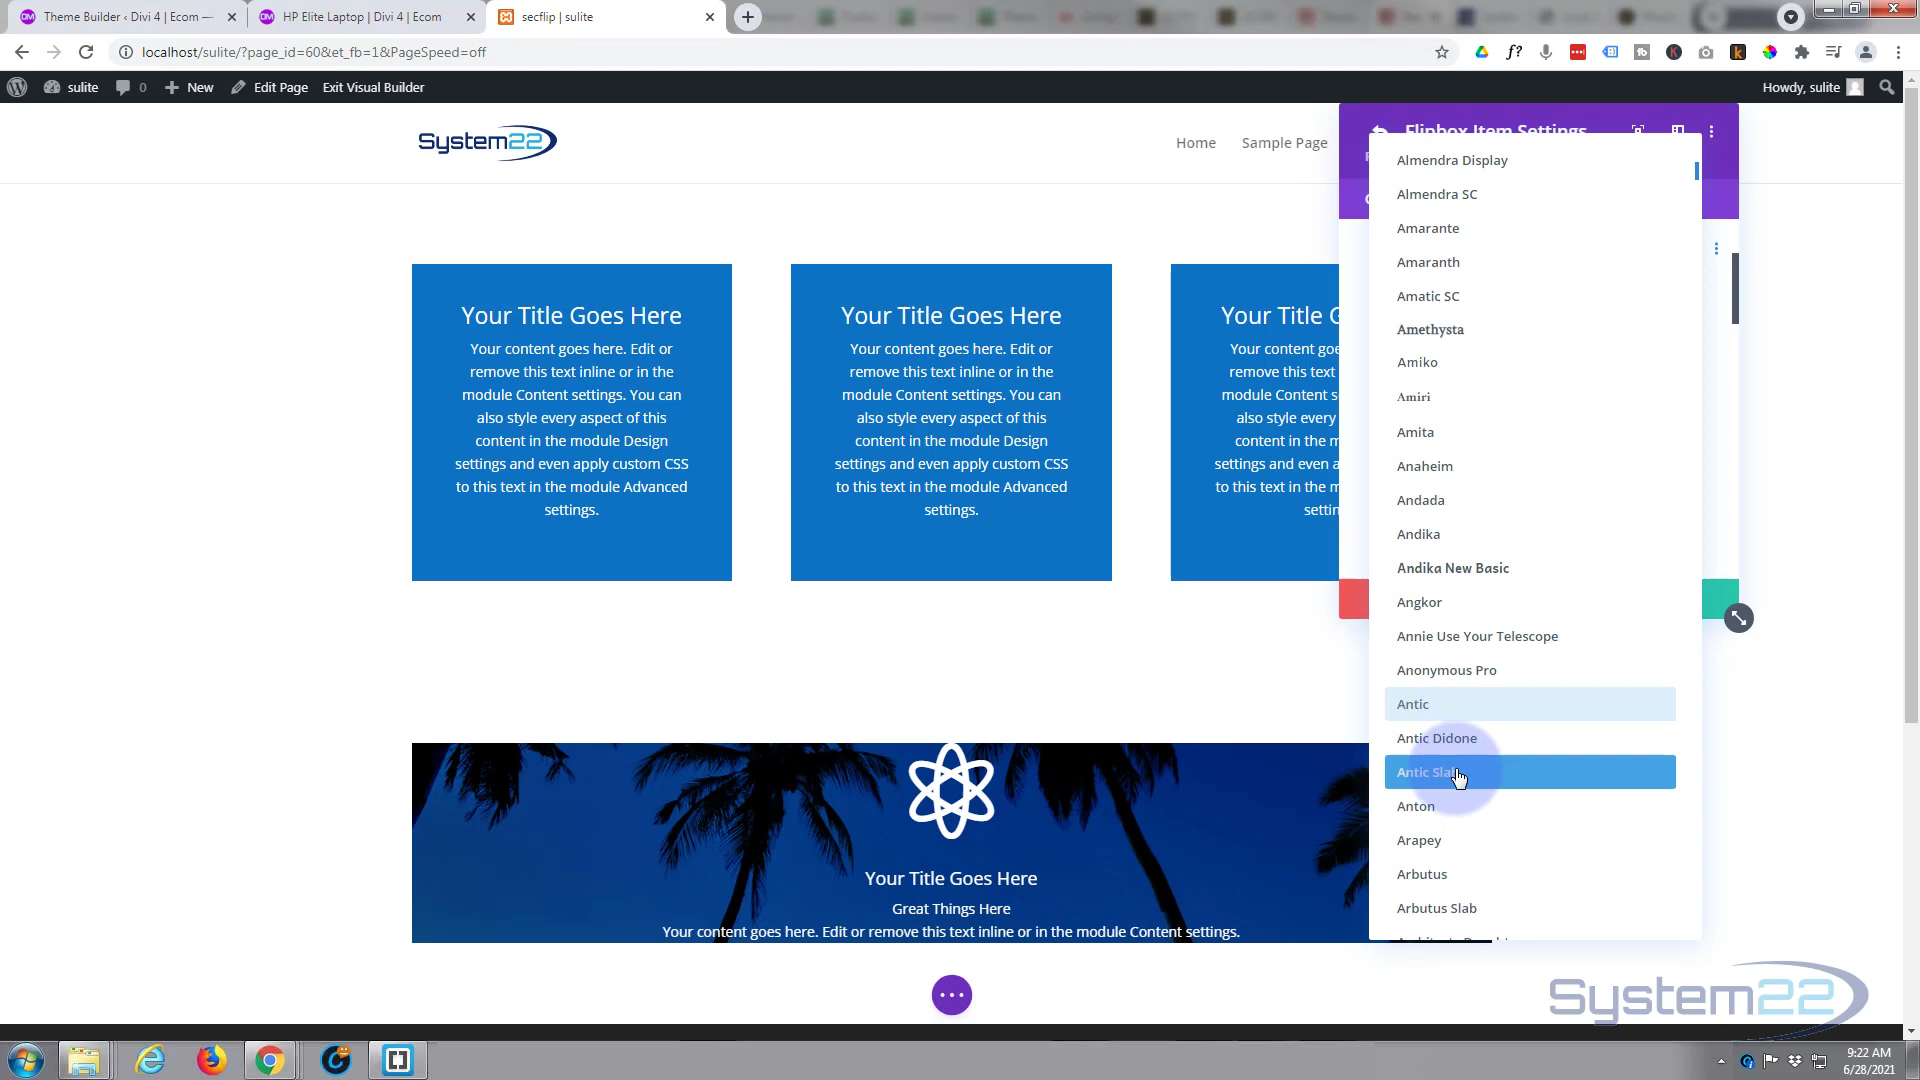 Theme Builder ‹ Divi 4 | Ecom —
HP Elite Laptop | Divi 4 | Ecom
secflip | sulite
localhost/sulite/?page_id=60&et_fb=1&PageSpeed=off
sulite
0
New
Edit Page
Exit Visual Builder
Howdy, sulite
System22
Home
Sample Page
Flipbox Item Settings
Your Title Goes Here
Your content goes here. Edit or
remove this text inline or in the
module Content settings. You can
also style every aspect of this
content in the module Design
settings and even apply custom CSS
to this text in the module Advanced
settings.
Your Title Goes Here
Your content goes here. Edit or
remove this text inline or in the
module Content settings. You can
also style every aspect of this
content in the module Design
settings and even apply custom CSS
to this text in the module Advanced
settings.
Your Title G
Your content goe
remove this text
module Content s
also style every
content in the m
settings and even a
to this text in the m
settin
Almendra Display
Almendra SC
Amarante
Amaranth
Amatic SC
Amethysta
Amiko
Amiri
Amita
Anaheim
Andada
Andika
Andika New Basic
Angkor
Annie Use Your Telescope
Anonymous Pro
Antic
Antic Didone
Antic Slab
Anton
Arapey
Arbutus
Arbutus Slab
Your Title Goes Here
Great Things Here
Your content goes here. Edit or remove this text inline or in the module Content settings.
System22
9:22 AM
6/28/2021